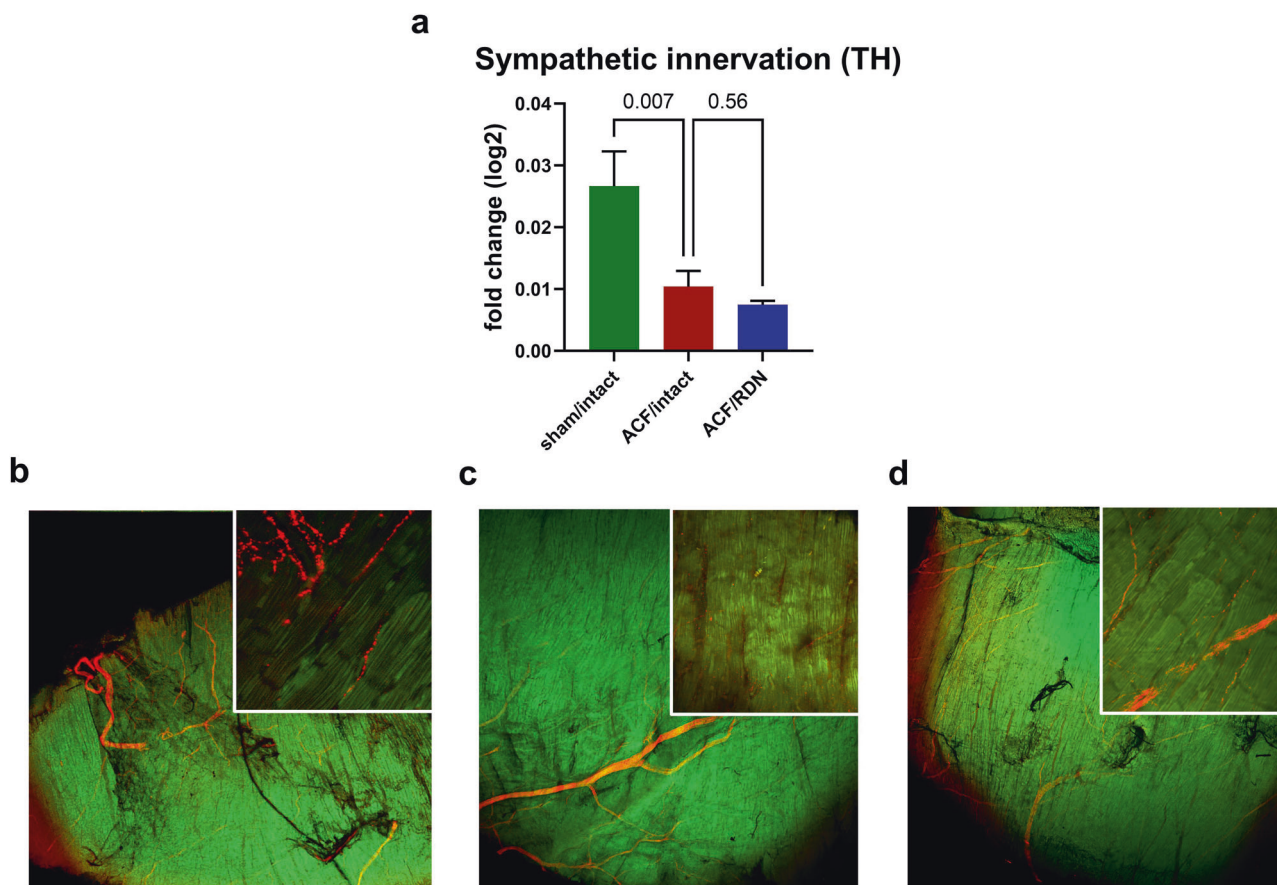 a
Sympathetic innervation (TH)
0.007 0.56
0.04
0.03
0.02
0.01
0.00
fold change (log2)
sham/intact
ACF/intact
ACF/RDN
b
c
d